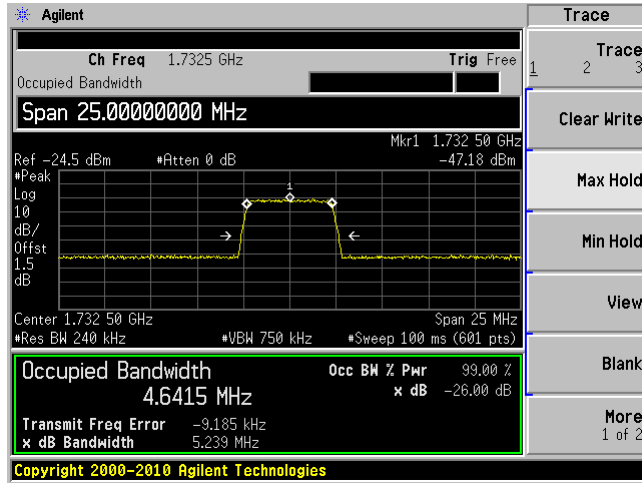 Agilent
Trace
Ch Freq 1.7325 GHz Trig Free
Occupied Bandwidth
Span 25.00000000 MHz
Mkr1 1.732 50 GHz
Ref -24.5 dBm #Atten 0 dB -47.18 dBm
#Peak
Log
10
dB/
Offst
1.5
dB
1
Center 1.732 50 GHz Span 25 MHz
#Res BW 240 kHz #VBW 750 kHz #Sweep 100 ms (601 pts)
Occupied Bandwidth Occ BW % Pwr 99.00 %
4.6415 MHz x dB -26.00 dB
Transmit Freq Error -9.185 kHz
x dB Bandwidth 5.239 MHz
Copyright 2000-2010 Agilent Technologies
Trace
1 2 3
Clear Write
Max Hold
Min Hold
View
Blank
More
1 of 2